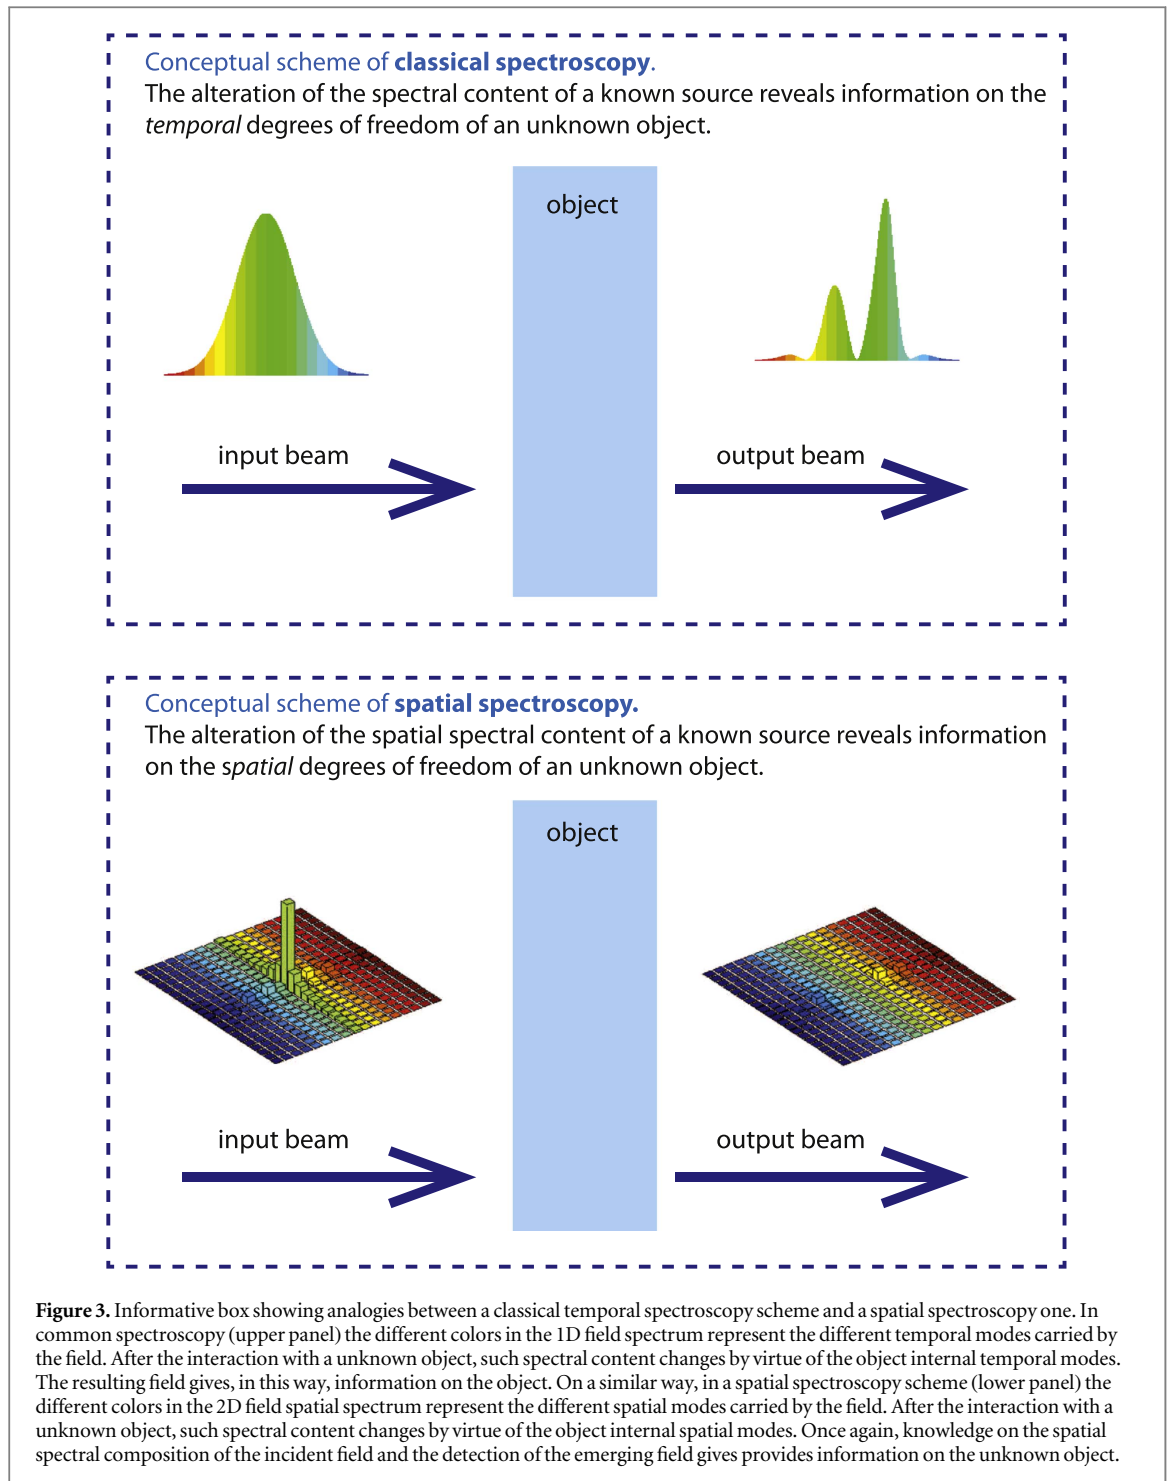 Conceptual scheme of classical spectroscopy.
The alteration of the spectral content of a known source reveals information on the
temporal degrees of freedom of an unknown object.
object
input beam
output beam
Conceptual scheme of spatial spectroscopy.
The alteration of the spatial spectral content of a known source reveals information
on the spatial degrees of freedom of an unknown object.
object
input beam
output beam
Figure 3. Informative box showing analogies between a classical temporal spectroscopy scheme and a spatial spectroscopy one. In
common spectroscopy (upper panel) the different colors in the 1D field spectrum represent the different temporal modes carried by
the field. After the interaction with a unknown object, such spectral content changes by virtue of the object internal temporal modes.
The resulting field gives, in this way, information on the object. On a similar way, in a spatial spectroscopy scheme (lower panel) the
different colors in the 2D field spatial spectrum represent the different spatial modes carried by the field. After the interaction with a
unknown object, such spectral content changes by virtue of the object internal spatial modes. Once again, knowledge on the spatial
spectral composition of the incident field and the detection of the emerging field gives provides information on the unknown object.